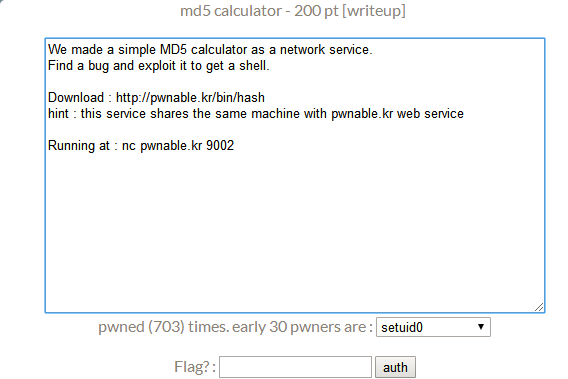 md5 calculator - 200 pt [writeup]
We made a simple MD5 calculator as a network service.
Find a bug and exploit it to get a shell.
Download : http://pwnable.kr/bin/hash
hint : this service shares the same machine with pwnable.kr web service
Running at : nc pwnable.kr 9002
pwned (703) times. early 30 pwners are : setuid0
Flag? : auth